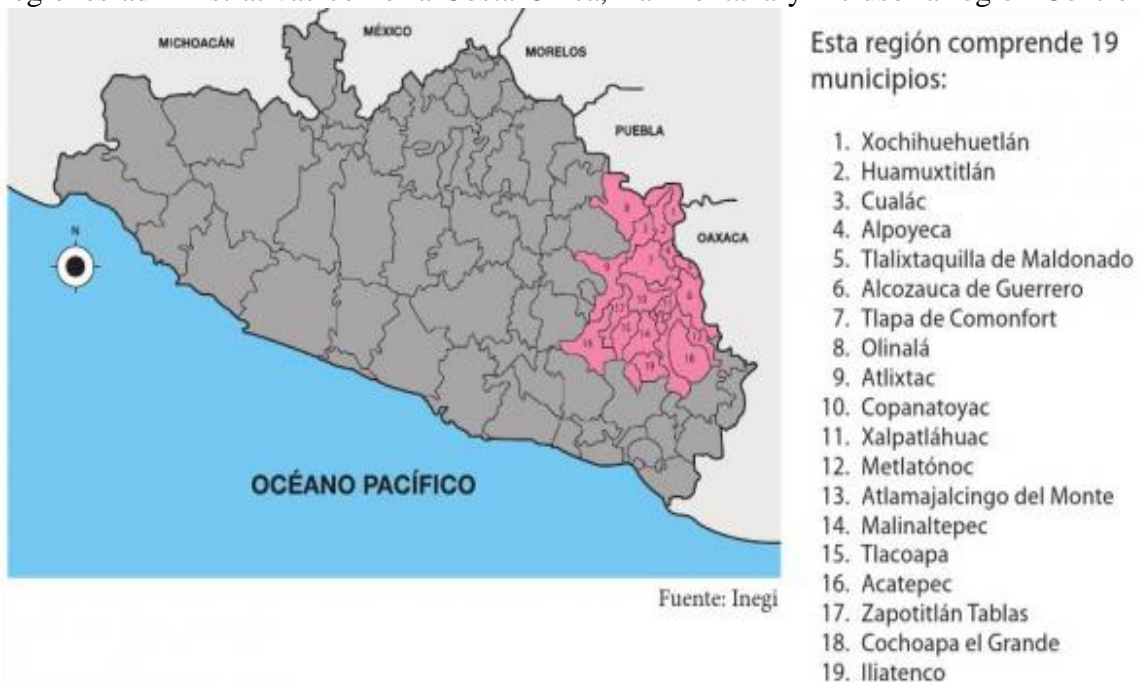 MICHOACÁN
MÉXICO
MORELOS
PUEBLA
OAXACA
N
OCÉANO PACÍFICO
Fuente: Inegi
Esta región comprende 19
municipios:
1. Xochihuehuetlán
2. Huamuxtitlán
3. Cualác
4. Alpoyeca
5. Tlalixtaquilla de Maldonado
6. Alcozauca de Guerrero
7. Tlapa de Comonfort
8. Olinalá
9. Atlixtac
10. Copanatoyac
11. Xalpatláhuac
12. Metlatónoc
13. Atlamajalcingo del Monte
14. Malinaltepec
15. Tlacoapa
16. Acatepec
17. Zapotitlán Tablas
18. Cochoapa el Grande
19. Iliatenco